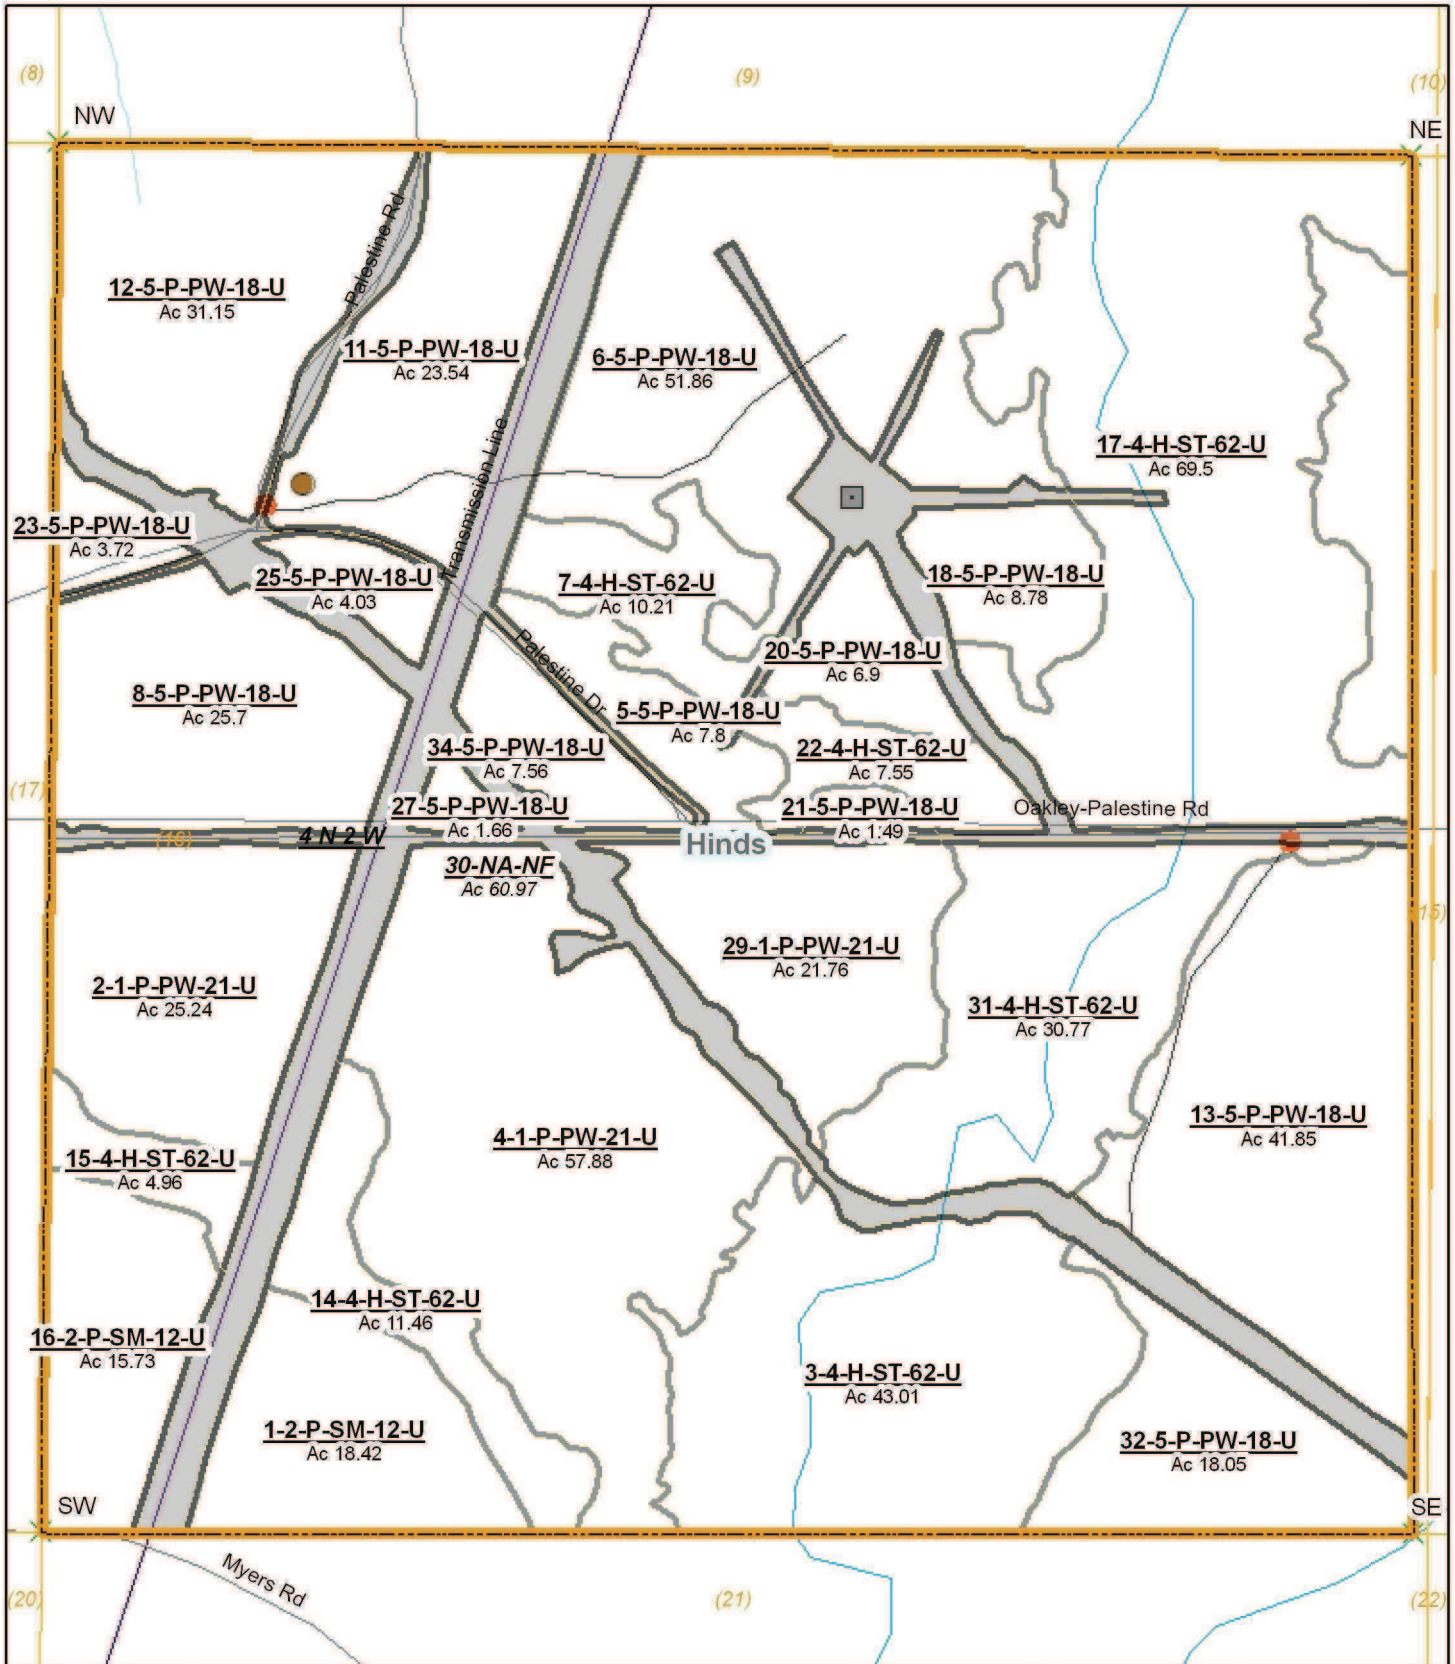 (8)
(9)
(10)
NW
NE
Palestine Rd
12-5-P-PW-18-U
Ac 31.15
11-5-P-PW-18-U
Ac 23.54
6-5-P-PW-18-U
Ac 51.86
17-4-H-ST-62-U
Ac 69.5
Transmission Line
23-5-P-PW-18-U
Ac 3.72
25-5-P-PW-18-U
Ac 4.03
7-4-H-ST-62-U
Ac 10.21
18-5-P-PW-18-U
Ac 8.78
20-5-P-PW-18-U
Ac 6.9
Palestine Dr
8-5-P-PW-18-U
Ac 25.7
5-5-P-PW-18-U
Ac 7.8
34-5-P-PW-18-U
Ac 7.56
22-4-H-ST-62-U
Ac 7.55
(17)
27-5-P-PW-18-U
Ac 1.66
21-5-P-PW-18-U
Ac 1.49
Oakley-Palestine Rd
(16)
4 N 2 W
Hinds
30-NA-NF
Ac 60.97
(15)
29-1-P-PW-21-U
Ac 21.76
2-1-P-PW-21-U
Ac 25.24
31-4-H-ST-62-U
Ac 30.77
13-5-P-PW-18-U
Ac 41.85
4-1-P-PW-21-U
Ac 57.88
15-4-H-ST-62-U
Ac 4.96
14-4-H-ST-62-U
Ac 11.46
16-2-P-SM-12-U
Ac 15.73
3-4-H-ST-62-U
Ac 43.01
1-2-P-SM-12-U
Ac 18.42
32-5-P-PW-18-U
Ac 18.05
SW
SE
Myers Rd
(20)
(21)
(22)